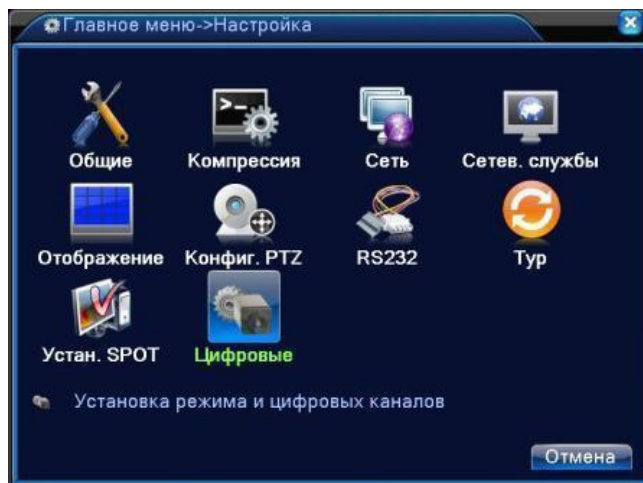 Главное меню->Настройка
Общие Компрессия Сеть Сетев. службы
Отображение Конфиг. PTZ RS232 Тур
Устан. SPOT Цифровые
Установка режима и цифровых каналов
Отмена